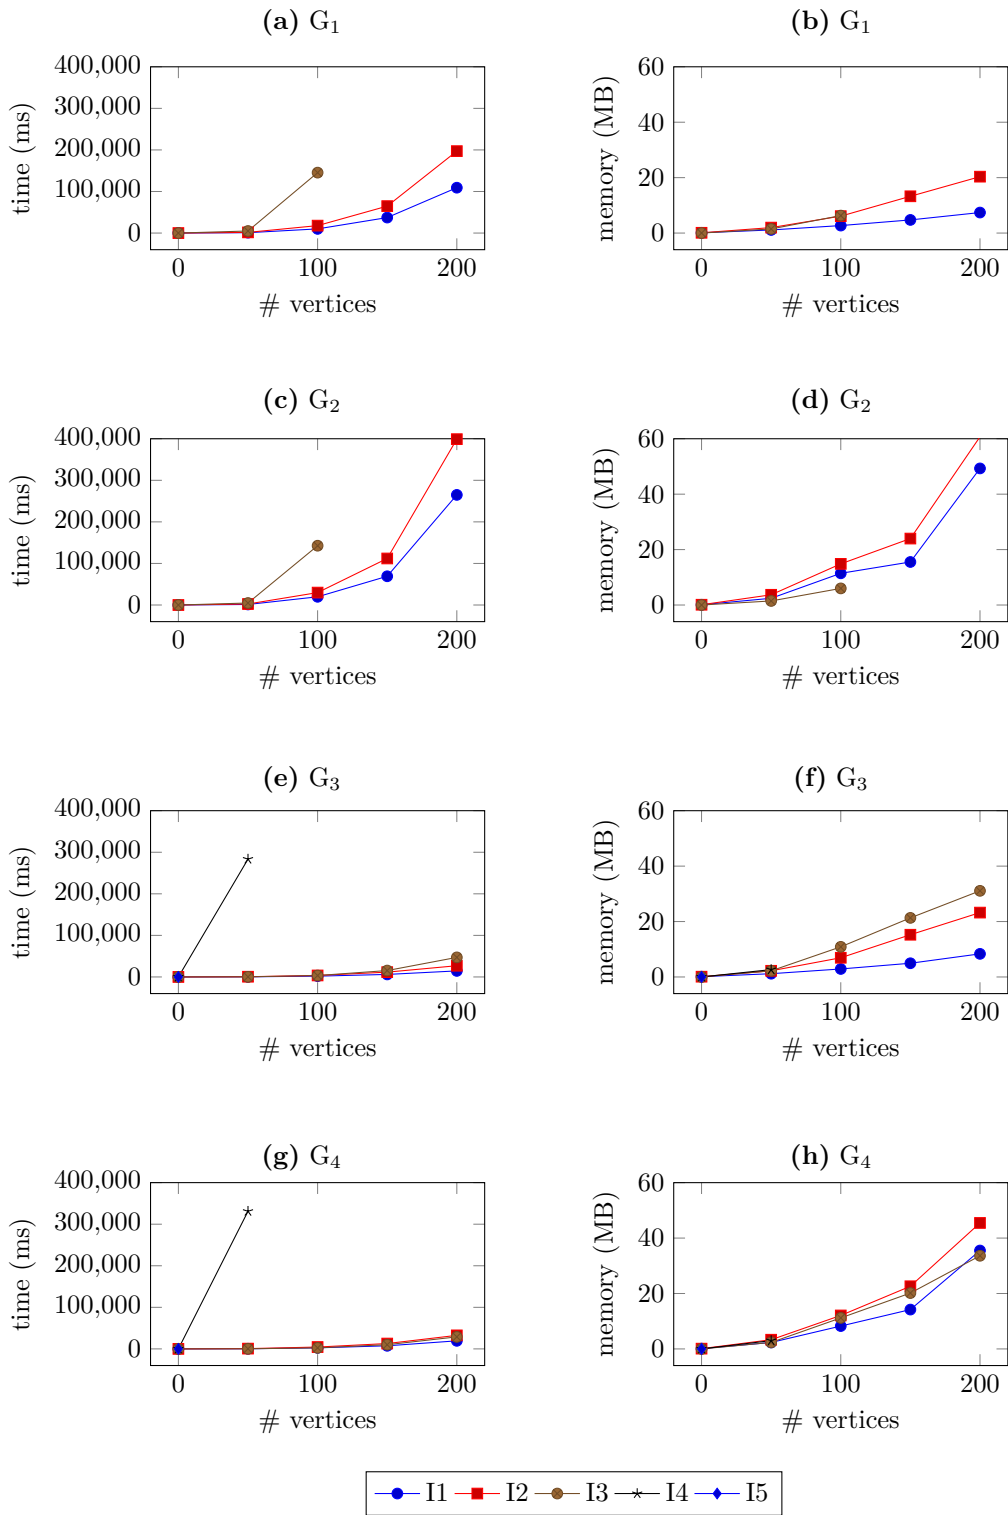 (a) G₁
(b) G₁
400,000
300,000
200,000
100,000
0
time (ms)
0 100 200
# vertices
60
40
20
0
memory (MB)
0 100 200
# vertices
(c) G₂
(d) G₂
400,000
300,000
200,000
100,000
0
time (ms)
0 100 200
# vertices
60
40
20
0
memory (MB)
0 100 200
# vertices
(e) G₃
(f) G₃
400,000
300,000
200,000
100,000
0
time (ms)
0 100 200
# vertices
60
40
20
0
memory (MB)
0 100 200
# vertices
(g) G₄
(h) G₄
400,000
300,000
200,000
100,000
0
time (ms)
0 100 200
# vertices
60
40
20
0
memory (MB)
0 100 200
# vertices
I1 I2 I3 I4 I5